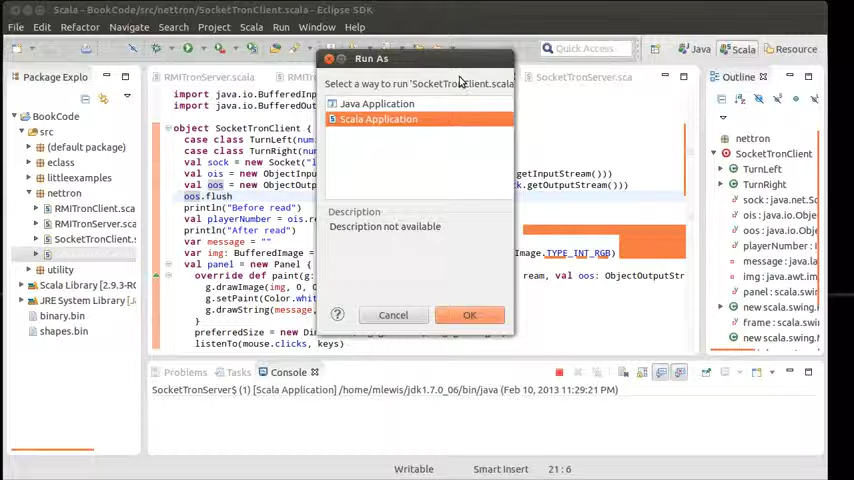 Scala - BookCode/src/nettron/SocketTronClient.scala - Eclipse SDK
File Edit Refactor Navigate Search Project Scala Run Window Help
Quick Access
Java
Scala
Resource
Package Explo
BookCode
src
(default package)
eclass
littleexamples
nettron
RMITronClient.sca
RMITronServer.sca
SocketTronClient.s
utility
Scala Library [2.9.3-R
JRE System Library [
binary.bin
shapes.bin
RMITronServer.scala
RMITron
SocketTronServer.sca
import java.io.BufferedInp
import java.io.BufferedOut
object SocketTronClient {
case class TurnLeft(num
case class TurnRight(nu
val sock = new Socket("l
val ois = new ObjectInp
getInputStream()))
val oos = new ObjectOutp
k.getOutputStream()))
oos.flush
println("Before read")
val playerNumber = ois.re
println("After read")
var message = ""
var img: BufferedImage =
Image.TYPE_INT_RGB)
val panel = new Panel {
override def paint(g:
ream, val oos: ObjectOutputStr
g.drawImage(img, 0, 0
g.setPaint(Color.whit
g.drawString(message,
}
preferredSize = new Dim
listenTo(mouse.clicks, keys)
Run As
Select a way to run 'SocketTronClient.scala
Java Application
Scala Application
Description
Description not available
Cancel
OK
Outline
nettron
SocketTronClient
TurnLeft
TurnRight
sock : java.net.S
ois : java.io.Obje
oos : java.io.Obj
playerNumber : I
message : java.la
img : java.awt.im
panel : scala.swin
new scala.swing.
frame : scala.swi
new scala.swing.M
Problems
Tasks
Console
SocketTronServer$ (1) [Scala Application] /home/mlewis/jdk1.7.0_06/bin/java (Feb 10, 2013 11:29:21 PM)
Writable
Smart Insert
21 : 6